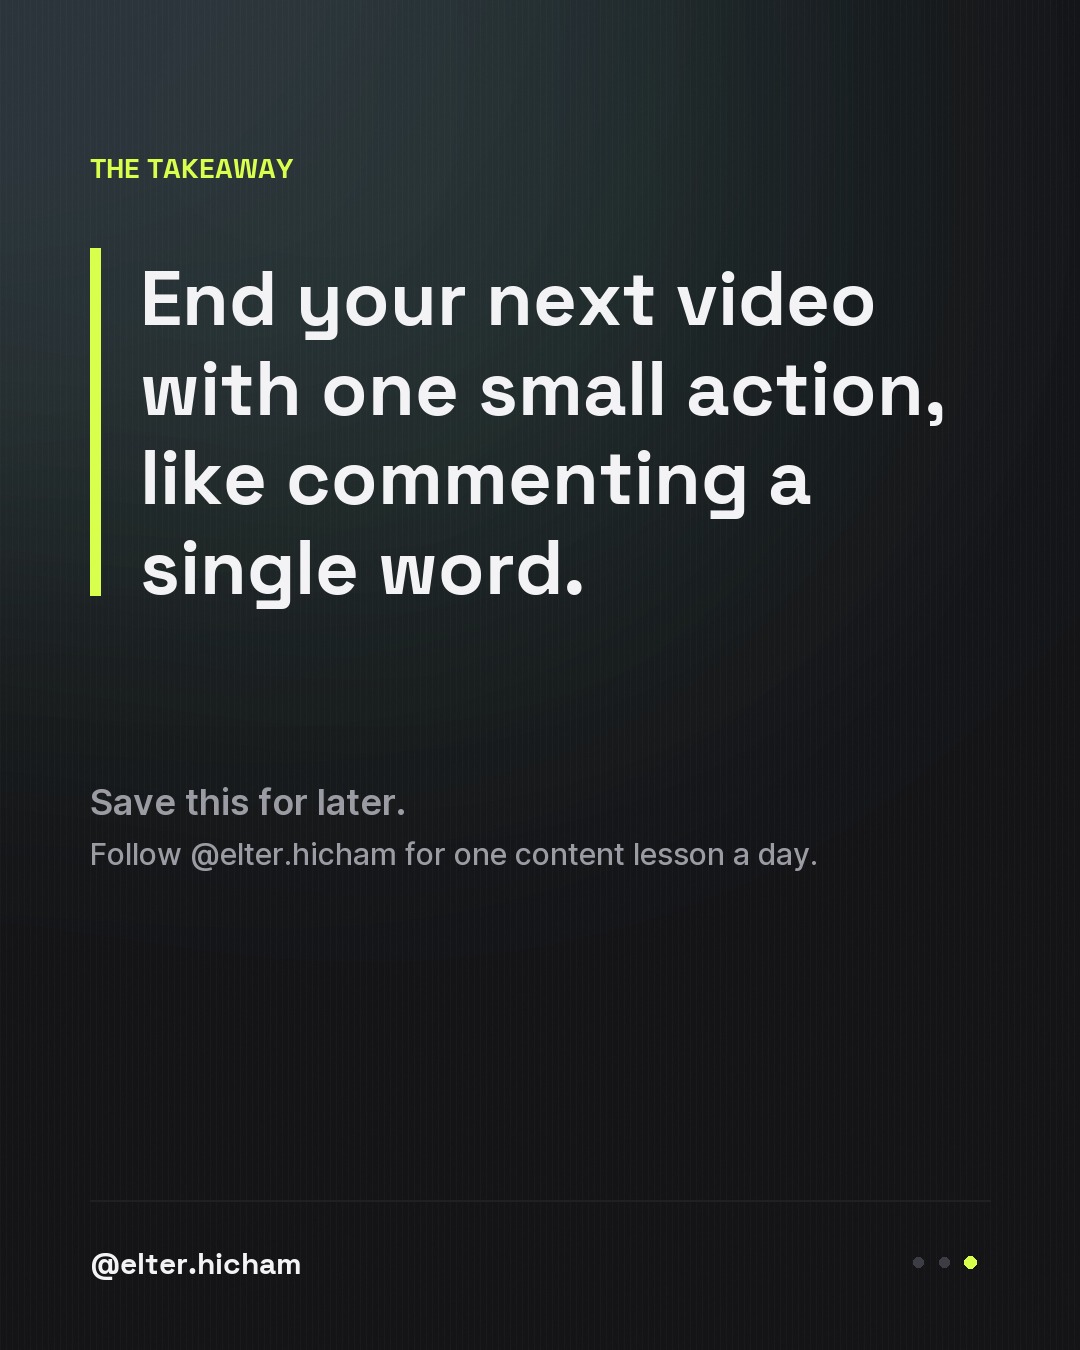 THE TAKEAWAY
End your next video
with one small action,
like commenting a
single word.
Save this for later.
Follow @elter.hicham for one content lesson a day.
@elter.hicham